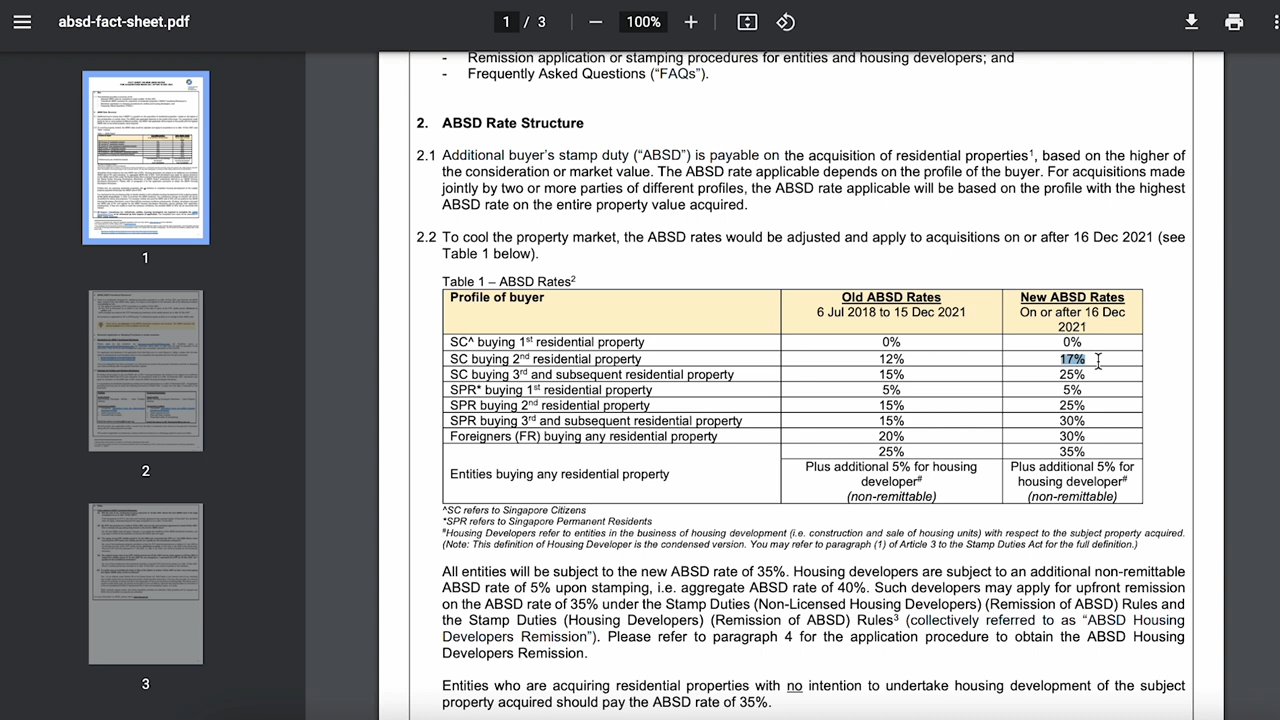 absd-fact-sheet.pdf
1 / 3
100%
- Remission application or stamping procedures for entities and housing developers; and
- Frequently Asked Questions (“FAQs”).
2. ABSD Rate Structure
2.1 Additional buyer’s stamp duty (“ABSD”) is payable on the acquisition of residential properties, based on the higher of
the consideration or market value. The ABSD rate applicable depends on the profile of the buyer. For acquisitions made
jointly by two or more parties of different profiles, the ABSD rate applicable will be based on the profile with the highest
ABSD rate on the entire property value acquired.
2.2 To cool the property market, the ABSD rates would be adjusted and apply to acquisitions on or after 16 Dec 2021 (see
Table 1 below).
Table 1 – ABSD Rates2
Profile of buyer Old ABSD Rates New ABSD Rates
6 Jul 2018 to 15 Dec 2021 On or after 16 Dec
2021
SC^ buying 1st residential property 0% 0%
SC buying 2nd residential property 12% 17%
SC buying 3rd and subsequent residential property 15% 25%
SPR* buying 1st residential property 5% 5%
SPR buying 2nd residential property 15% 25%
SPR buying 3rd and subsequent residential property 15% 30%
Foreigners (FR) buying any residential property 20% 30%
25% 35%
Entities buying any residential property Plus additional 5% for housing Plus additional 5% for
developer# housing developer#
(non-remittable) (non-remittable)
^SC refers to Singapore Citizens
*SPR refers to Singapore Permanent Residents
#Housing Developers refer to entities in the business of housing development (i.e. construction and sale of housing units) with respect to the subject property acquired.
(Note: This definition of Housing Developer is the condensed version. You may refer to paragraph (1) of Article 3 to the Stamp Duties Act for the full definition.)
All entities will be subject to the new ABSD rate of 35%. Housing developers are subject to an additional non-remittable
ABSD rate of 5% upon stamping, i.e. aggregate ABSD rates of 40%. Such developers may apply for upfront remission
on the ABSD rate of 35% under the Stamp Duties (Non-Licensed Housing Developers) (Remission of ABSD) Rules and
the Stamp Duties (Housing Developers) (Remission of ABSD) Rules3 (collectively referred to as “ABSD Housing
Developers Remission”). Please refer to paragraph 4 for the application procedure to obtain the ABSD Housing
Developers Remission.
Entities who are acquiring residential properties with no intention to undertake housing development of the subject
property acquired should pay the ABSD rate of 35%.
1
2
3